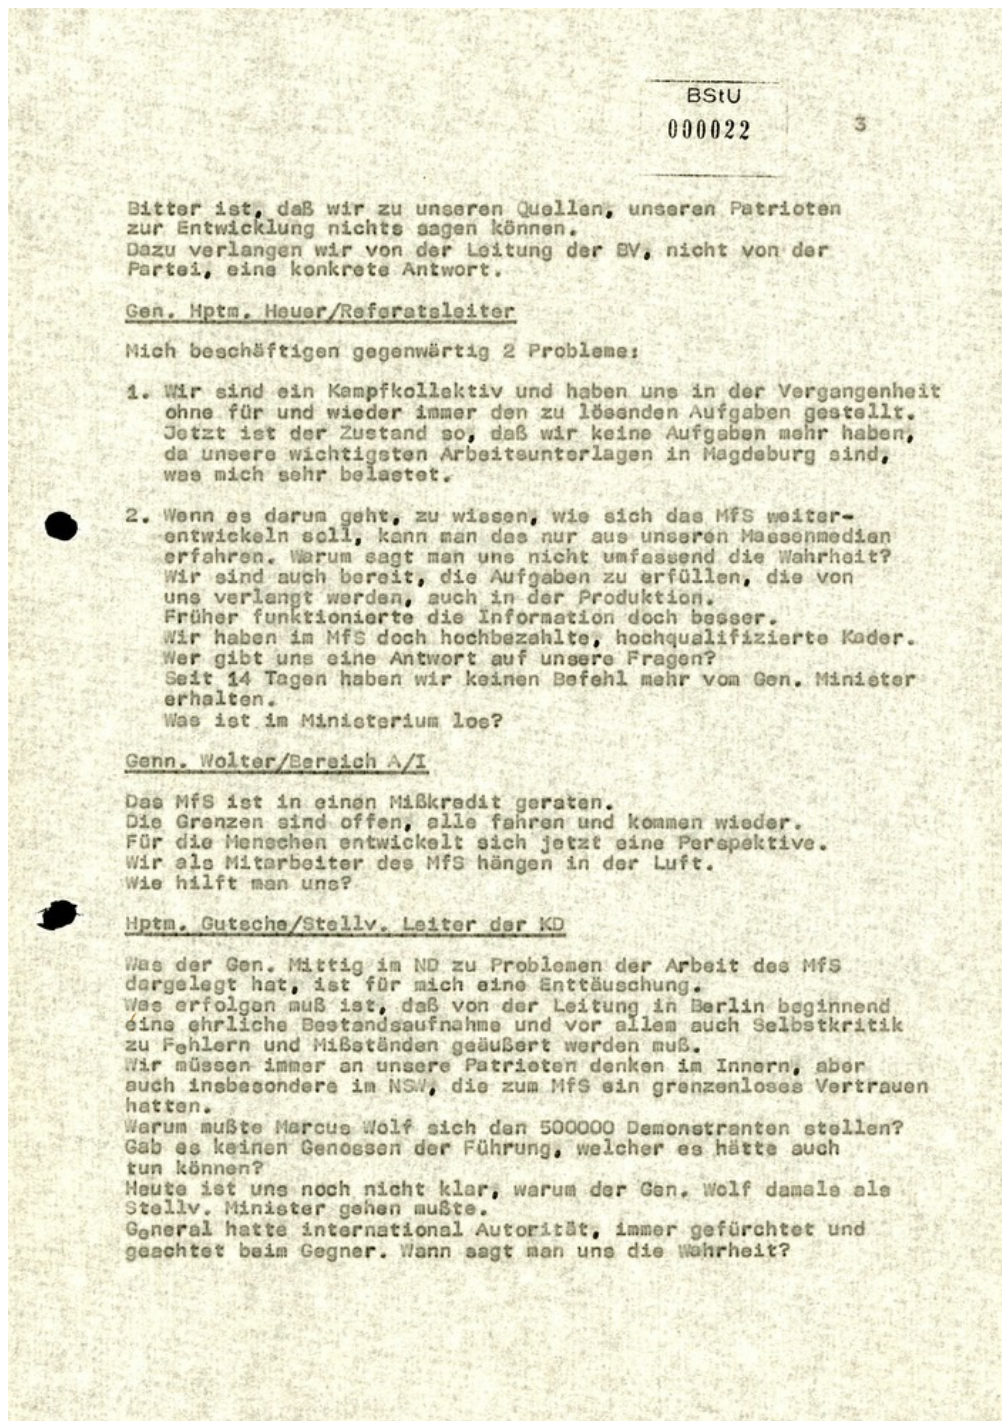 BStU
000022
3
Bitter ist, daß wir zu unseren Quellen, unseren Patrioten
zur Entwicklung nichts sagen können.
Dazu verlangen wir von der Leitung der BV, nicht von der
Partei, eine konkrete Antwort.
Gen. Hptm. Heuer/Referatsleiter
Mich beschäftigen gegenwärtig 2 Probleme:
1. Wir sind ein Kampfkollektiv und haben uns in der Vergangenheit
ohne für und wieder immer den zu lösenden Aufgaben gestellt.
Jetzt ist der Zustand so, daß wir keine Aufgaben mehr haben,
da unsere wichtigsten Arbeitsunterlagen in Magdeburg sind,
was mich sehr belastet.
2. Wenn es darum geht, zu wissen, wie sich das MfS weiter-
entwickeln soll, kann man das nur aus unseren Massenmedien
erfahren. Warum sagt man uns nicht umfassend die Wahrheit?
Wir sind auch bereit, die Aufgaben zu erfüllen, die von
uns verlangt werden, auch in der Produktion.
Früher funktionierte die Information doch besser.
Wir haben im MfS doch hochbezahlte, hochqualifizierte Kader.
Wer gibt uns eine Antwort auf unsere Fragen?
Seit 14 Tagen haben wir keinen Befehl mehr vom Gen. Minister
erhalten.
Was ist im Ministerium los?
Genn. Wolter/Bereich A/I
Das MfS ist in einen Mißkredit geraten.
Die Grenzen sind offen, alle fahren und kommen wieder.
Für die Menschen entwickelt sich jetzt eine Perspektive.
Wir als Mitarbeiter des MfS hängen in der Luft.
Wie hilft man uns?
Hptm. Gutsche/Stellv. Leiter der KD
Was der Gen. Mittig im ND zu Problemen der Arbeit des MfS
dargelegt hat, ist für mich eine Enttäuschung.
Was erfolgen muß ist, daß von der Leitung in Berlin beginnend
eine ehrliche Bestandsaufnahme und vor allem auch Selbstkritik
zu Fehlern und Mißständen geäußert werden muß.
Wir müssen immer an unsere Patrioten denken im Innern, aber
auch insbesondere im NSW, die zum MfS ein grenzenloses Vertrauen
hatten.
Warum mußte Marcus Wolf sich den 500000 Demonstranten stellen?
Gab es keinen Genossen der Führung, welcher es hätte auch
tun können?
Heute ist uns noch nicht klar, warum der Gen. Wolf damals als
Stellv. Minister gehen mußte.
General hatte international Autorität, immer gefürchtet und
geachtet beim Gegner. Wann sagt man uns die Wahrheit?